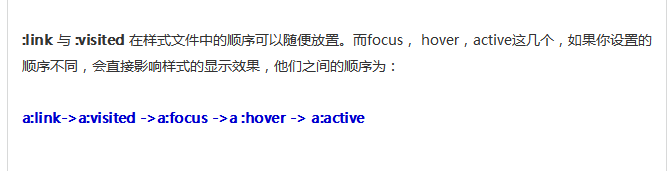 :link 与 :visited 在样式文件中的顺序可以随便放置。而focus， hover，active这几个，如果你设置的
顺序不同，会直接影响样式的显示效果，他们之间的顺序为：
a:link->a:visited ->a:focus ->a :hover -> a:active